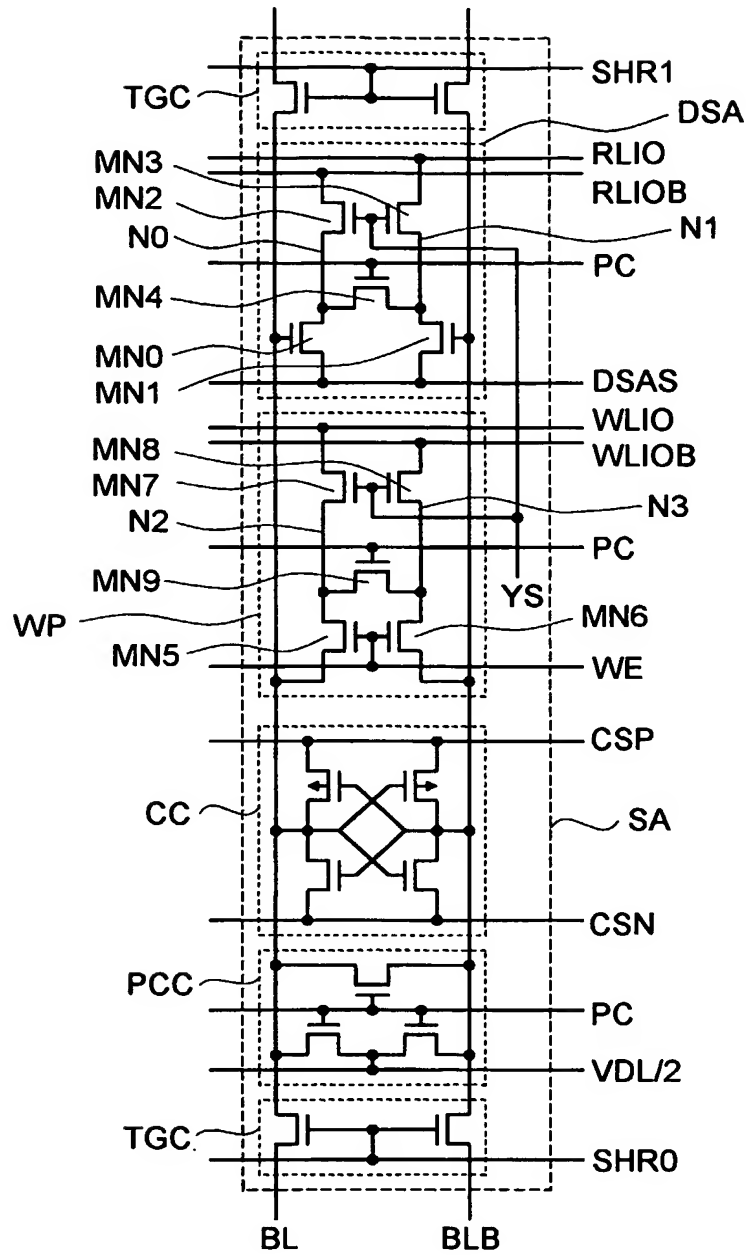 SHR1
TGC
DSA
MN3
RLIO
MN2
RLIOB
N0
N1
PC
MN4
MN0
MN1
DSAS
WLIO
MN8
WLIOB
MN7
N2
N3
PC
MN9
YS
WP
MN6
MN5
WE
CSP
CC
SA
CSN
PCC
PC
VDL/2
TGC
SHR0
BL
BLB